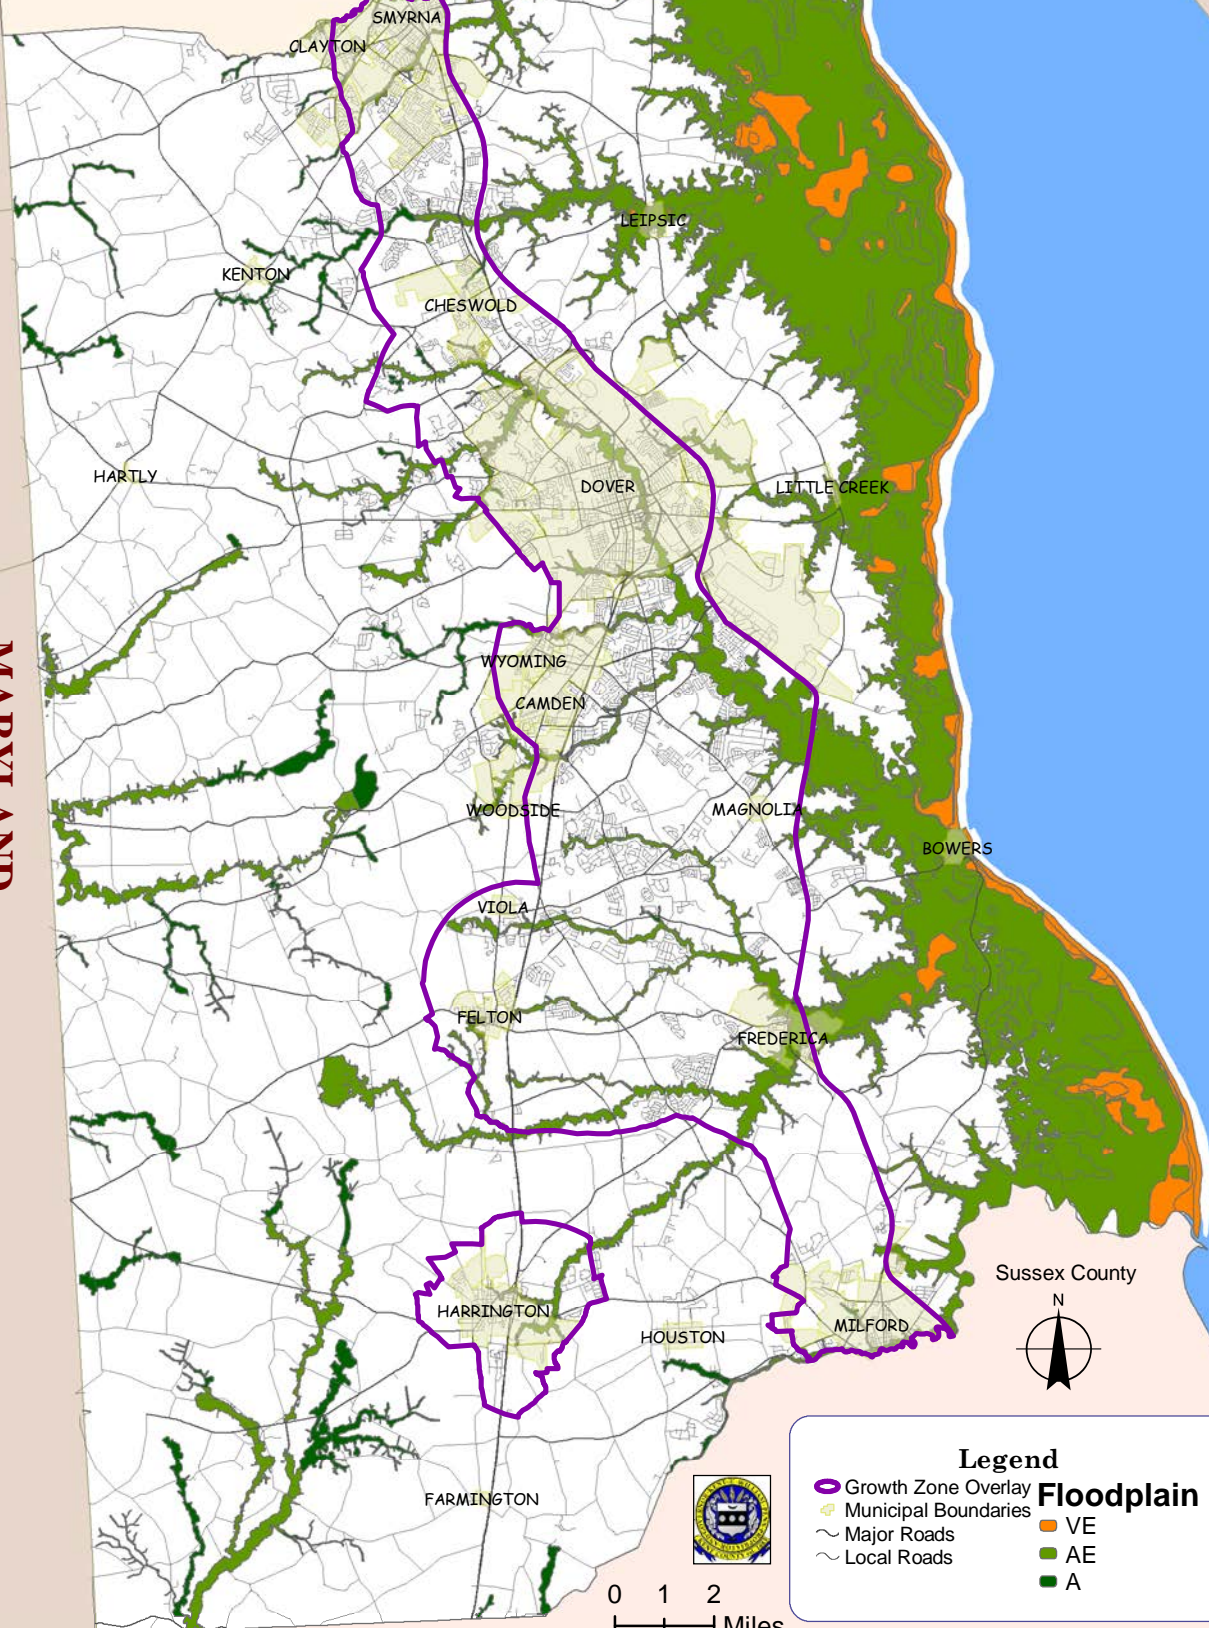 SMYRNA
CLAYTON
LEIPSIC
KENTON
CHESWOLD
HARTLY
DOVER
LITTLE CREEK
MARYLAND
WYOMING
CAMDEN
WOODSIDE
MAGNOLIA
BOWERS
VIOLA
FELTON
FREDERICA
Sussex County
N
HARRINGTON
MILFORD
HOUSTON
FARMINGTON
Legend
Growth Zone Overlay
Municipal Boundaries
Major Roads
Local Roads
Floodplain
VE
AE
A
0 1 2
Miles